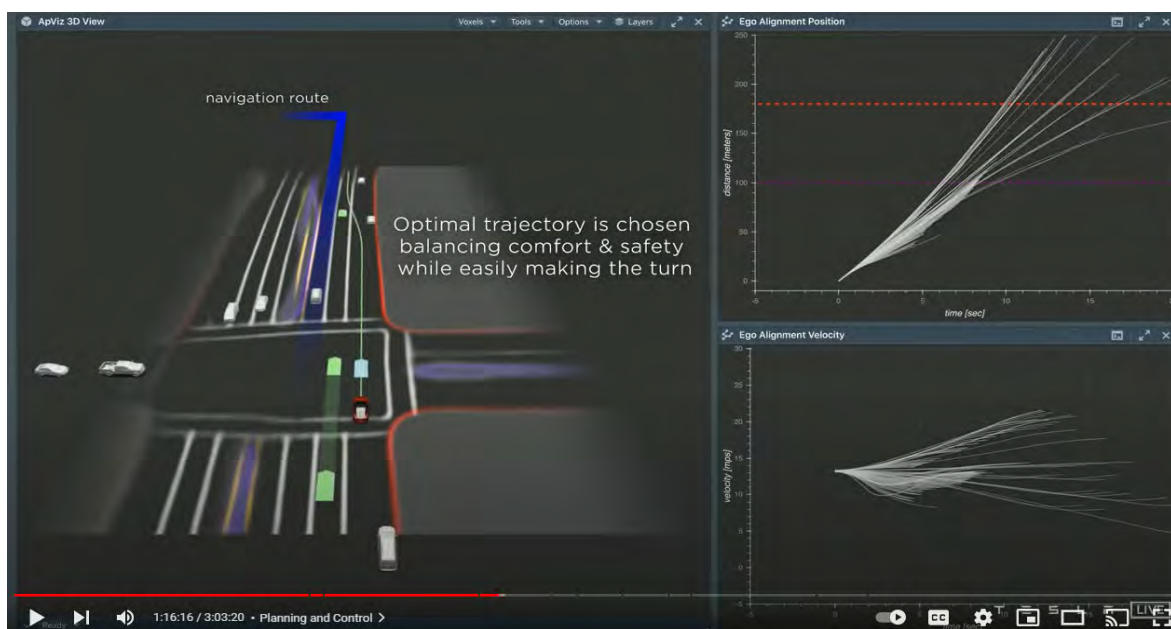 ApViz 3D View
Voxels
Tools
Options
Layers
navigation route
Optimal trajectory is chosen
balancing comfort & safety
while easily making the turn
Ego Alignment Position
250
200
150
100
50
0
distance [meters]
-5
0
5
10
15
time [sec]
Ego Alignment Velocity
30
25
20
15
10
5
0
-5
velocity [mps]
1:16:16 / 3:03:20 • Planning and Control
CC
LIVE